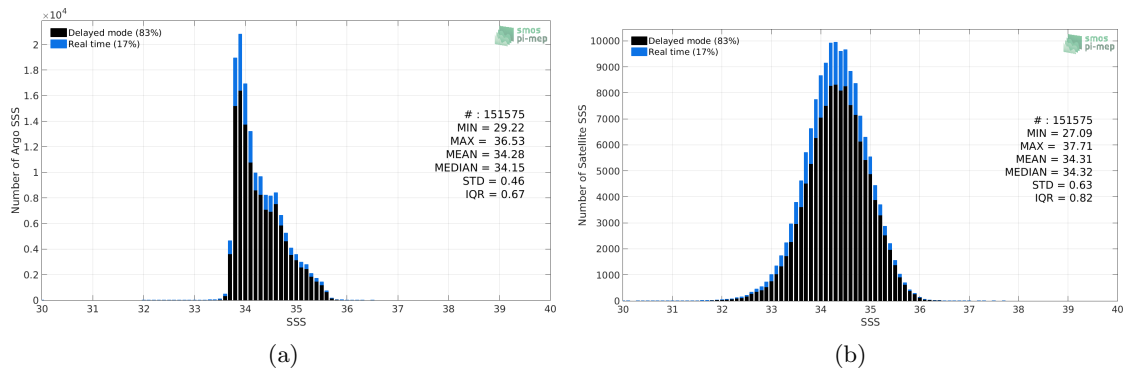 ×10⁴
Delayed mode (83%)
Real time (17%)
smos
pi-mep
2
1.8
1.6
1.4
1.2
1
0.8
0.6
0.4
0.2
0
Number of Argo SSS
# : 151575
MIN = 29.22
MAX = 36.53
MEAN = 34.28
MEDIAN = 34.15
STD = 0.46
IQR = 0.67
30 31 32 33 34 35 36 37 38 39 40
SSS
(a)
Delayed mode (83%)
Real time (17%)
smos
pi-mep
10000
9000
8000
7000
6000
5000
4000
3000
2000
1000
0
Number of Satellite SSS
# : 151575
MIN = 27.09
MAX = 37.71
MEAN = 34.31
MEDIAN = 34.32
STD = 0.63
IQR = 0.82
30 31 32 33 34 35 36 37 38 39 40
SSS
(b)